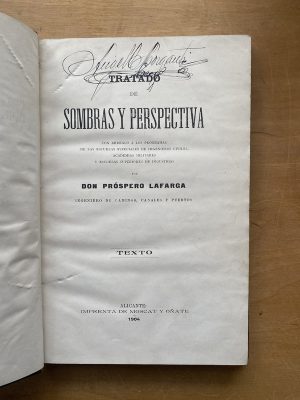 TRATADO
DE
SOMBRAS Y PERSPECTIVA
CON ARREGLO A LOS PROGRAMAS
DE LAS ESCUELAS ESPECIALES DE INGENIEROS CIVILES,
ACADEMIAS MILITARES
Y ESCUELAS SUPERIORES DE INDUSTRIAS
POR
DON PRÓSPERO LAFARGA
INGENIERO DE CAMINOS, CANALES Y PUERTOS
TEXTO
ALICANTE:
IMPRENTA DE MOSCAT Y OÑATE
1904